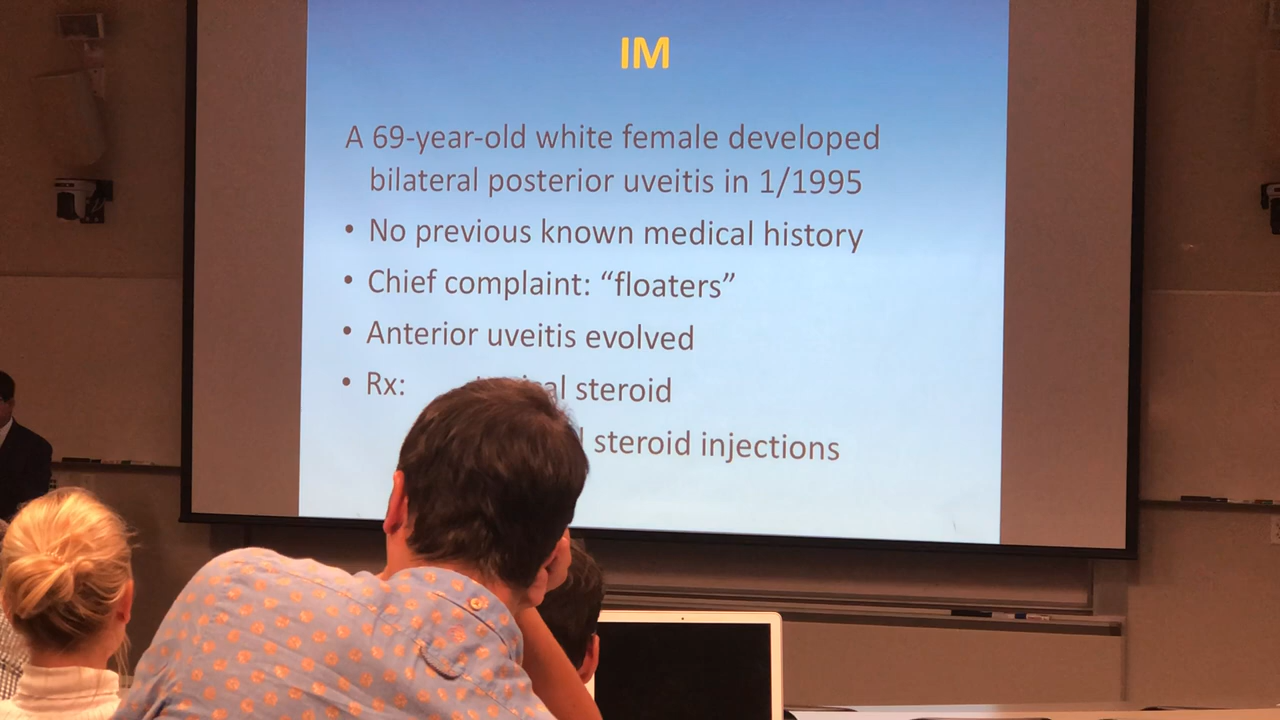 IM
A 69-year-old white female developed
bilateral posterior uveitis in 1/1995
• No previous known medical history
• Chief complaint: “floaters”
• Anterior uveitis evolved
• Rx: steroid
steroid injections